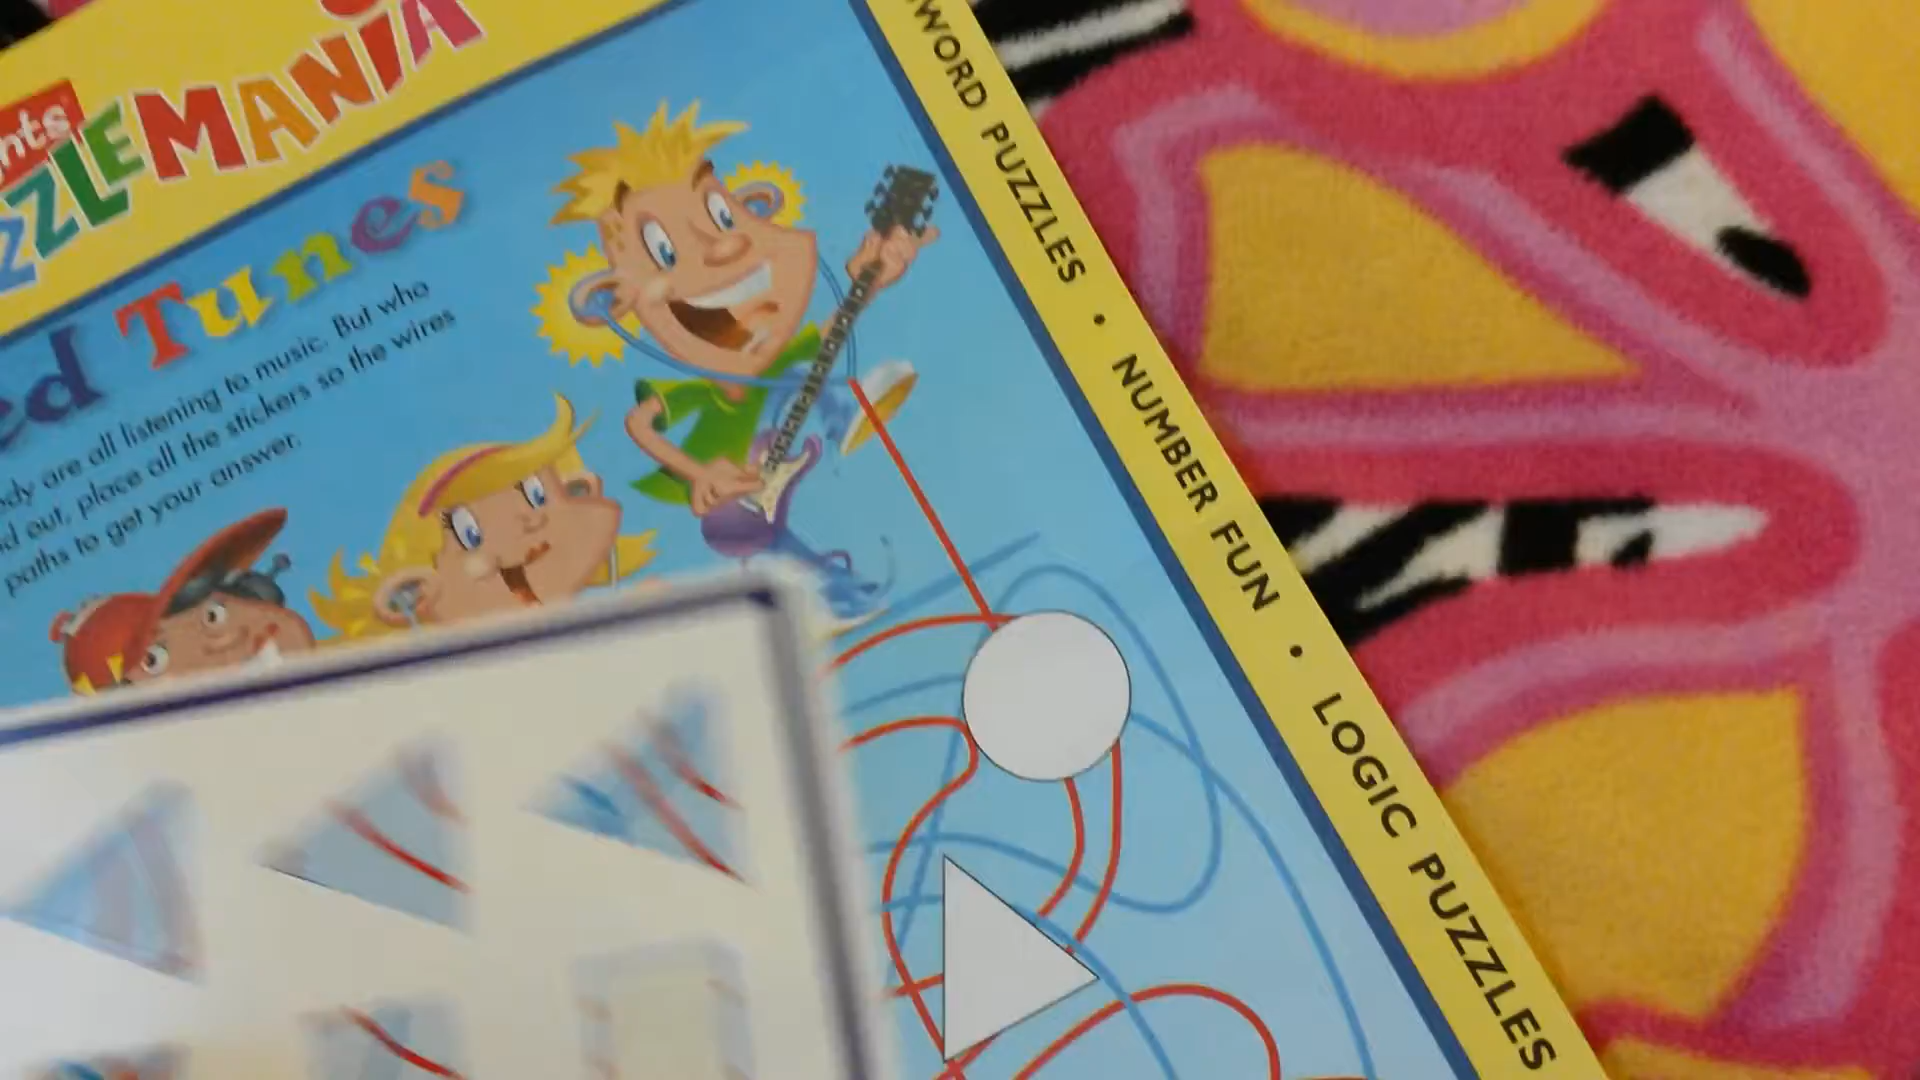 hts
ZZLEMANIA
ed Tunes
dy are all listening to music. But who
d out, place all the stickers so the wires
paths to get your answer.
WORD PUZZLES • NUMBER FUN • LOGIC PUZZLES